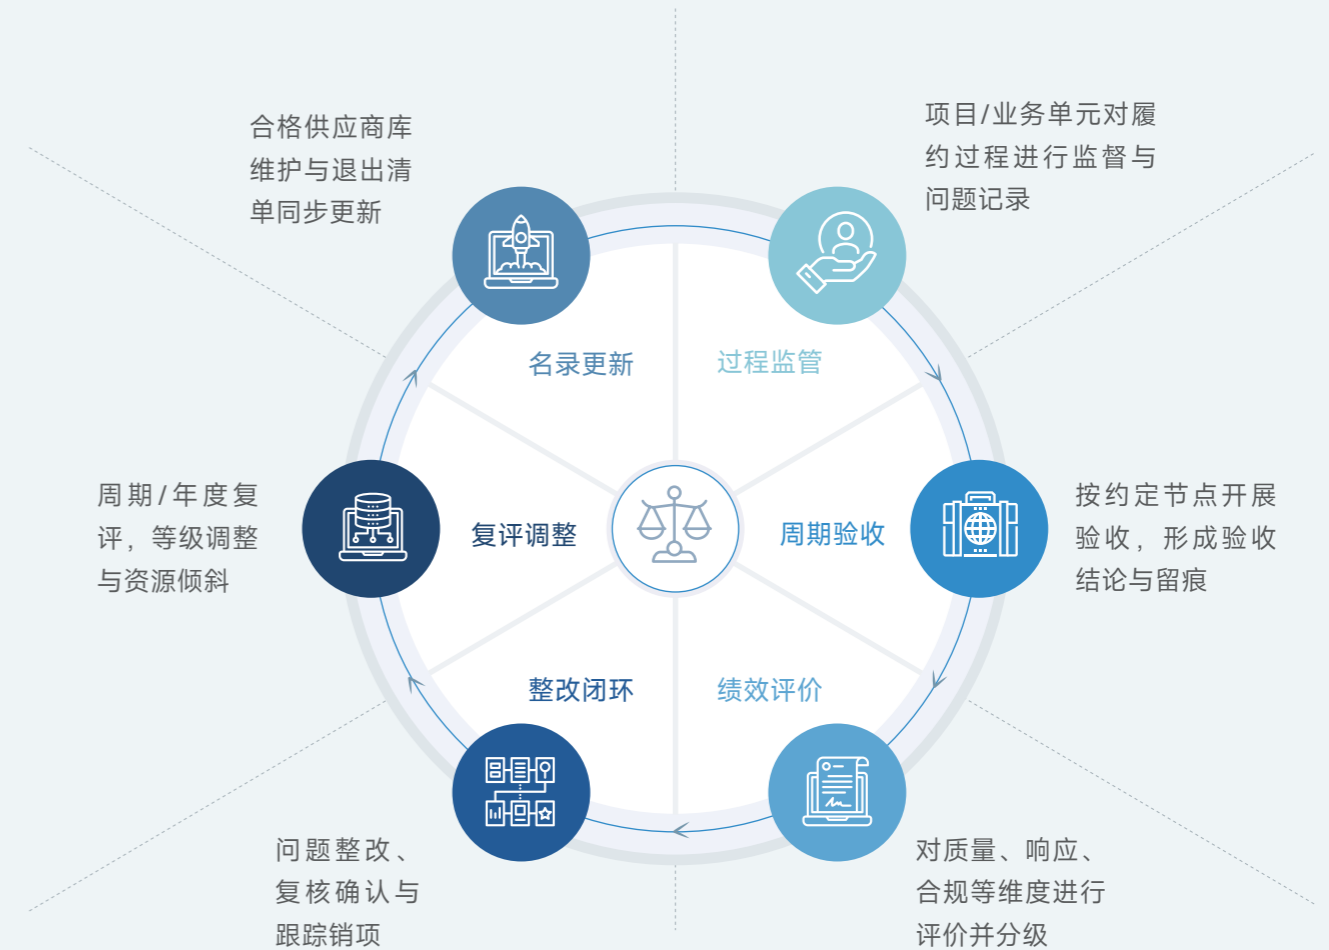 合格供应商库
维护与退出清
单同步更新
项目/业务单元对履
约过程进行监督与
问题记录
名录更新
过程监管
周期/年度复
评，等级调整
与资源倾斜
复评调整
周期验收
按约定节点开展
验收，形成验收
结论与留痕
整改闭环
绩效评价
问题整改、
复核确认与
跟踪销项
对质量、响应、
合规等维度进行
评价并分级